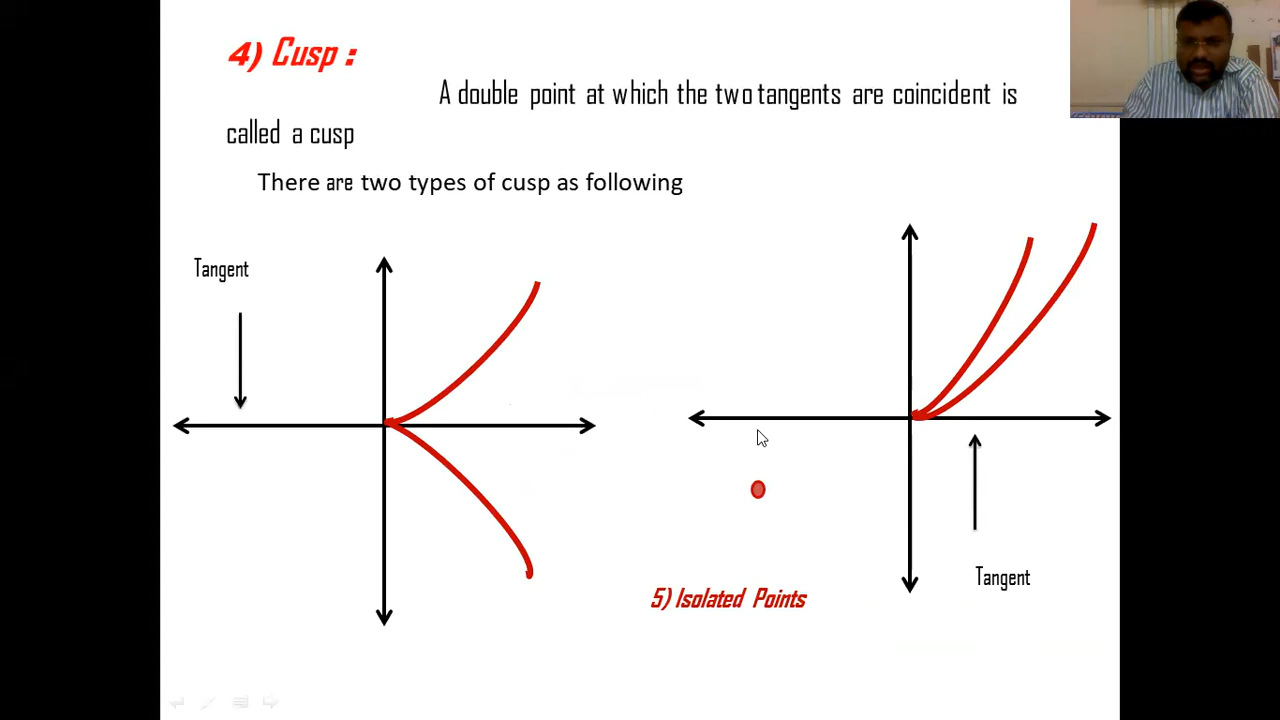 4) Cusp :
A double point at which the two tangents are coincident is
called a cusp
There are two types of cusp as following
Tangent
Tangent
5) Isolated Points